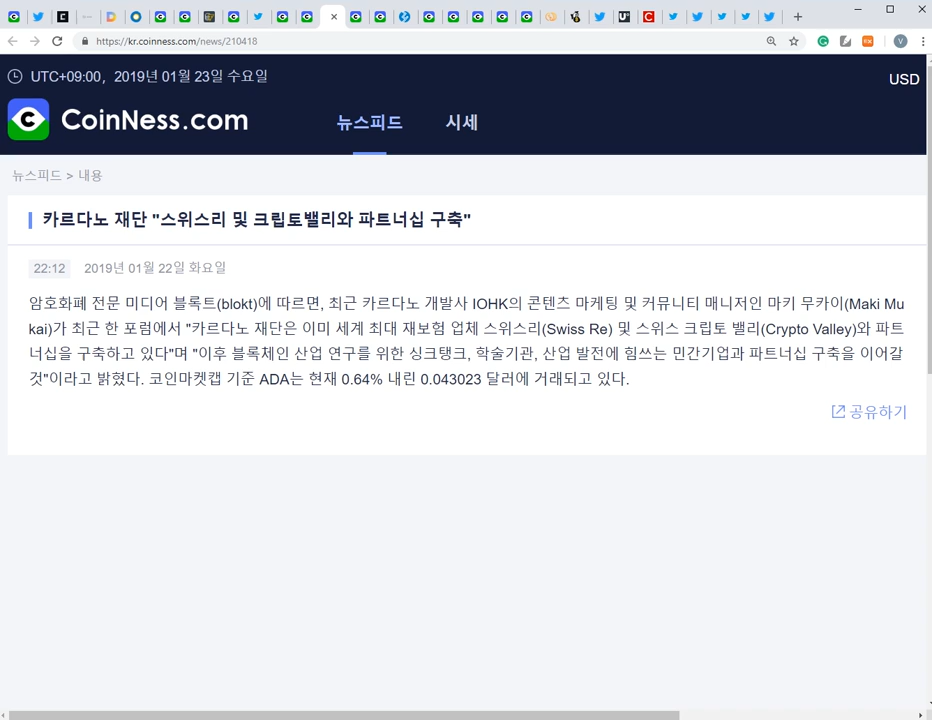 https://kr.coinness.com/news/210418
UTC+09:00, 2019년 01월 23일 수요일
USD
CoinNess.com
뉴스피드
시세
뉴스피드 > 내용
카르다노 재단 "스위스리 및 크립토밸리와 파트너십 구축"
22:12 2019년 01월 22일 화요일
암호화폐 전문 미디어 블록트(blokt)에 따르면, 최근 카르다노 개발사 IOHK의 콘텐츠 마케팅 및 커뮤니티 매니저인 마키 무카이(Maki Mu
kai)가 최근 한 포럼에서 "카르다노 재단은 이미 세계 최대 재보험 업체 스위스리(Swiss Re) 및 스위스 크립토 밸리(Crypto Valley)와 파트
너십을 구축하고 있다"며 "이후 블록체인 산업 연구를 위한 싱크탱크, 학술기관, 산업 발전에 힘쓰는 민간기업과 파트너십 구축을 이어갈
것"이라고 밝혔다. 코인마켓캡 기준 ADA는 현재 0.64% 내린 0.043023 달러에 거래되고 있다.
공유하기